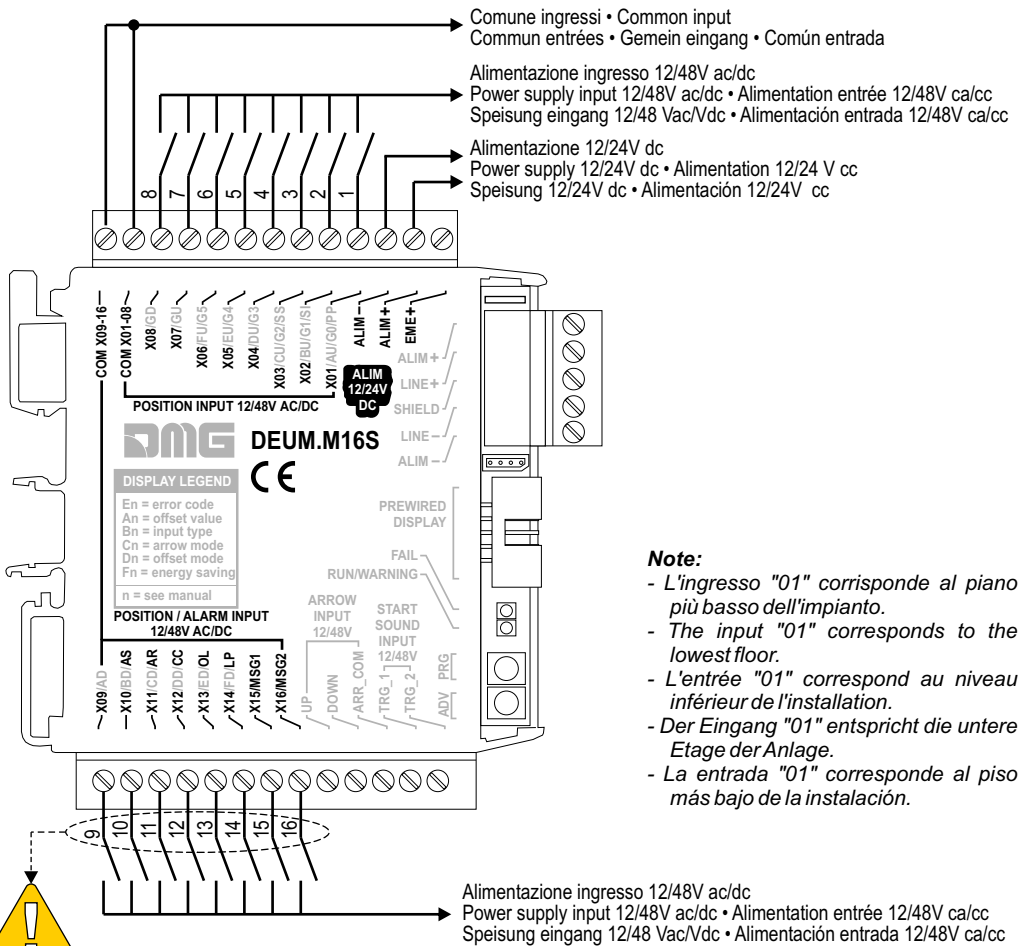 Comune ingressi • Common input
Commun entrées • Gemein eingang • Común entrada
Alimentazione ingresso 12/48V ac/dc
Power supply input 12/48V ac/dc • Alimentation entrée 12/48V ca/cc
Speisung eingang 12/48 Vac/Vdc • Alimentación entrada 12/48V ca/cc
Alimentazione 12/24V dc
Power supply 12/24V dc • Alimentation 12/24 V cc
Speisung 12/24V dc • Alimentación 12/24V cc
8 7 6 5 4 3 2 1
COM X09-16
COM X01-08
X08/GD
X07/GU
X06/FU/G5
X05/EU/G4
X04/DU/G3
X03/CU/G2/SS
X02/BU/G1/SI
X01/AU/G0/PP
ALIM-
ALIM+
EME+
ALIM+
LINE+
SHIELD
LINE-
ALIM-
ALIM
12/24V
DC
POSITION INPUT 12/48V AC/DC
DMG
DEUM.M16S
CE
DISPLAY LEGEND
En = error code
An = offset value
Bn = input type
Cn = arrow mode
Dn = offset mode
Fn = energy saving
n = see manual
PREWIRED
DISPLAY
FAIL
RUN/WARNING
POSITION / ALARM INPUT
12/48V AC/DC
ARROW
INPUT
12/48V
START
SOUND
INPUT
12/48V
X09/AD
X10/BD/AS
X11/CD/AR
X12/DD/CC
X13/ED/OL
X14/FD/LP
X15/MSG1
X16/MSG2
UP
DOWN
ARR_COM
TRG_1
TRG_2
PRG
ADV
Note:
- L'ingresso "01" corrisponde al piano
più basso dell'impianto.
- The input "01" corresponds to the
lowest floor.
- L'entrée "01" correspond au niveau
inférieur de l'installation.
- Der Eingang "01" entspricht die untere
Etage der Anlage.
- La entrada "01" corresponde al piso
más bajo de la instalación.
9 10 11 12 13 14 15 16
Alimentazione ingresso 12/48V ac/dc
Power supply input 12/48V ac/dc • Alimentation entrée 12/48V ca/cc
Speisung eingang 12/48 Vac/Vdc • Alimentación entrada 12/48V ca/cc